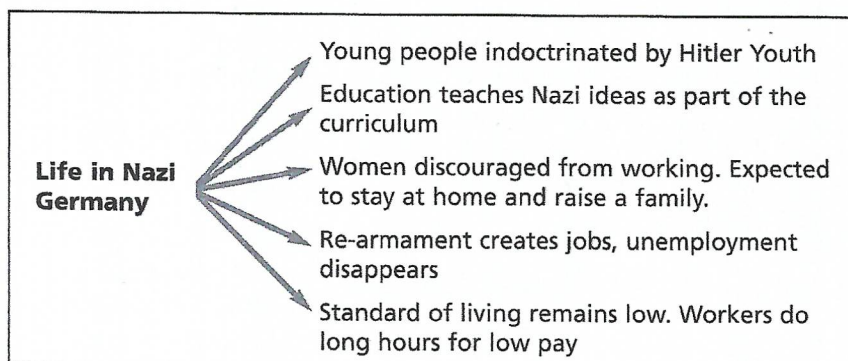 Young people indoctrinated by Hitler Youth
Education teaches Nazi ideas as part of the
curriculum
Life in Nazi
Germany
Women discouraged from working. Expected
to stay at home and raise a family.
Re-armament creates jobs, unemployment
disappears
Standard of living remains low. Workers do
long hours for low pay